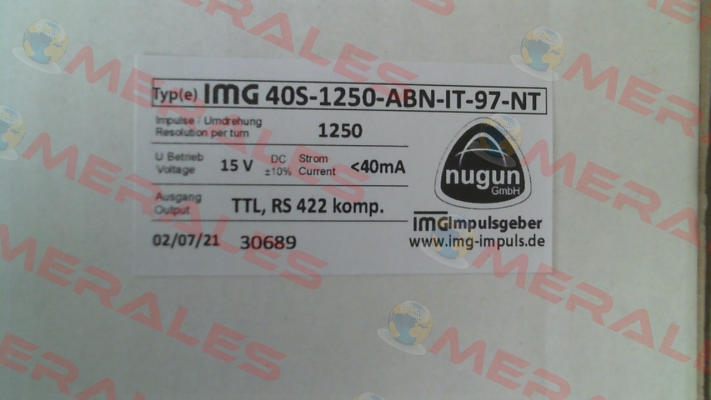 MERALES
MERALES
MERALES
MERALES
MERALES
MERALES
Typ(e) IMG 40S-1250-ABN-IT-97-NT
Impulse / Umdrehung
Resolution per turn
1250
U Betrieb
Voltage
15 V
DC
±10%
Strom
Current
<40mA
Ausgang
Output
TTL, RS 422 komp.
02/07/21 30689
nugun
GmbH
IMG Impulsgeber
www.img-impuls.de